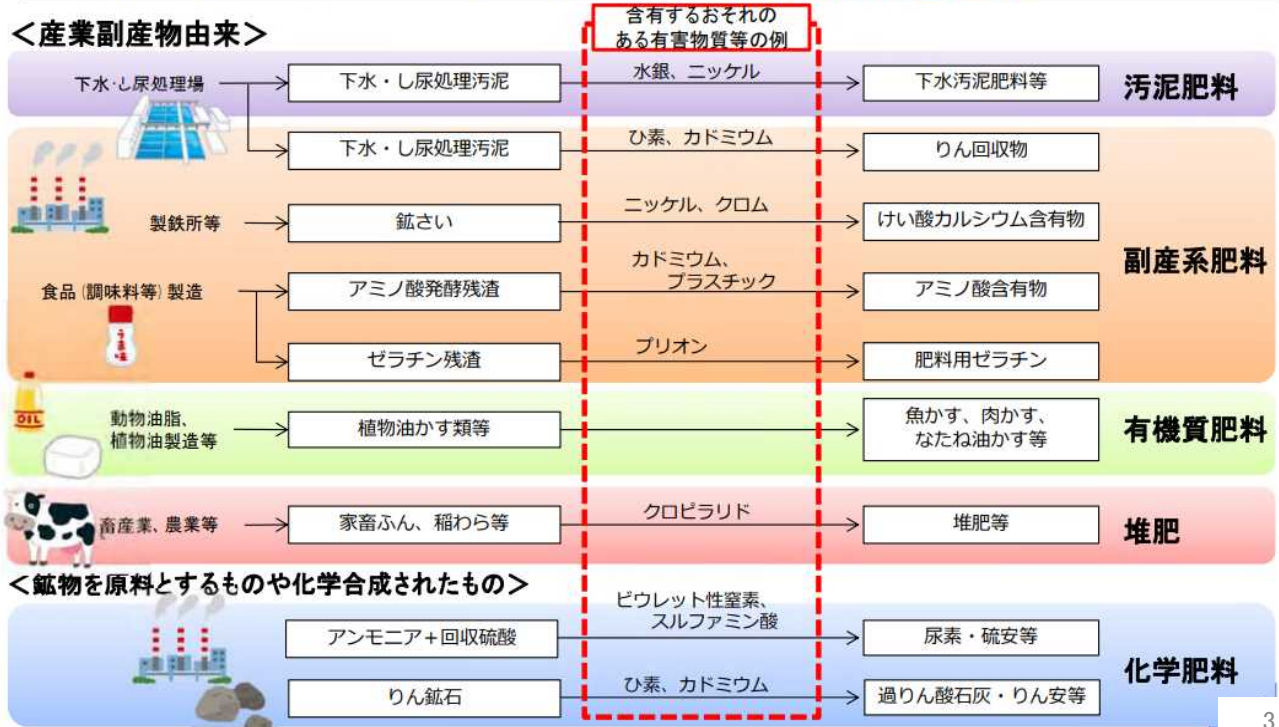 ＜産業副産物由来＞
含有するおそれの
ある有害物質等の例
下水・し尿処理場
下水・し尿処理汚泥
水銀、ニッケル
下水汚泥肥料等
汚泥肥料
下水・し尿処理汚泥
ひ素、カドミウム
りん回収物
製鉄所等
鉱さい
ニッケル、クロム
けい酸カルシウム含有物
副産系肥料
食品（調味料等）製造
アミノ酸発酵残渣
カドミウム、
プラスチック
アミノ酸含有物
うま味
ゼラチン残渣
プリオン
肥料用ゼラチン
OIL
動物油脂、
植物油製造等
植物油かす類等
魚かす、肉かす、
なたね油かす等
有機質肥料
畜産業、農業等
家畜ふん、稲わら等
クロピラリド
堆肥等
堆肥
＜鉱物を原料とするものや化学合成されたもの＞
アンモニア＋回収硫酸
ビウレット性窒素、
スルファミン酸
尿素・硫安等
化学肥料
りん鉱石
ひ素、カドミウム
過りん酸石灰・りん安等
3